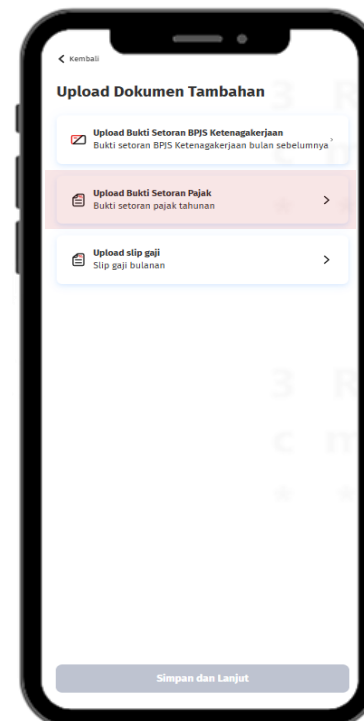 Kembali
Upload Dokumen Tambahan
Upload Bukti Setoran BPJS Ketenagakerjaan
Bukti setoran BPJS Ketenagakerjaan bulan sebelumnya
Upload Bukti Setoran Pajak
Bukti setoran pajak tahunan
Upload slip gaji
Slip gaji bulanan
3 R
c m
* *
Simpan dan Lanjut